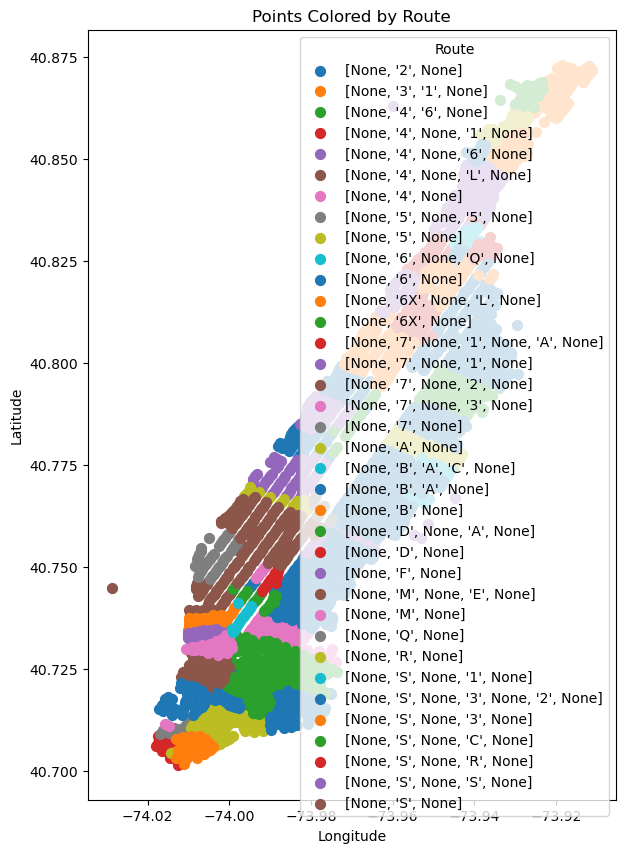 Points Colored by Route
Route
[None, '2', None]
[None, '3', '1', None]
[None, '4', '6', None]
[None, '4', None, '1', None]
[None, '4', None, '6', None]
[None, '4', None, 'L', None]
[None, '4', None]
[None, '5', None, '5', None]
[None, '5', None]
[None, '6', None, 'Q', None]
[None, '6', None]
[None, '6X', None, 'L', None]
[None, '6X', None]
[None, '7', None, '1', None, 'A', None]
[None, '7', None, '1', None]
[None, '7', None, '2', None]
[None, '7', None, '3', None]
[None, '7', None]
[None, 'A', None]
[None, 'B', 'A', 'C', None]
[None, 'B', 'A', None]
[None, 'B', None]
[None, 'D', None, 'A', None]
[None, 'D', None]
[None, 'F', None]
[None, 'M', None, 'E', None]
[None, 'M', None]
[None, 'Q', None]
[None, 'R', None]
[None, 'S', None, '1', None]
[None, 'S', None, '3', None, '2', None]
[None, 'S', None, '3', None]
[None, 'S', None, 'C', None]
[None, 'S', None, 'R', None]
[None, 'S', None, 'S', None]
[None, 'S', None]
40.875
40.850
40.825
40.800
40.775
40.750
40.725
40.700
Latitude
−74.02 −74.00 −73.98 −73.96 −73.94 −73.92
Longitude